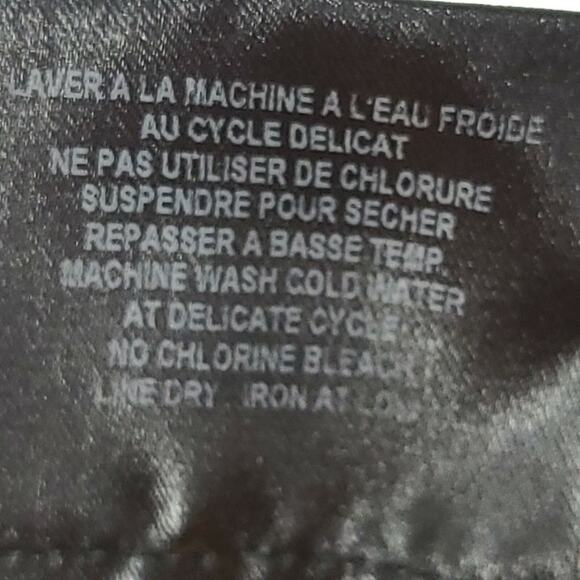 LAVER A LA MACHINE A L'EAU FROIDE
AU CYCLE DELICAT
NE PAS UTILISER DE CHLORURE
SUSPENDRE POUR SECHER
REPASSER A BASSE TEMP.
MACHINE WASH COLD WATER
AT DELICATE CYCLE
NO CHLORINE BLEACH
LINE DRY IRON AT LOW